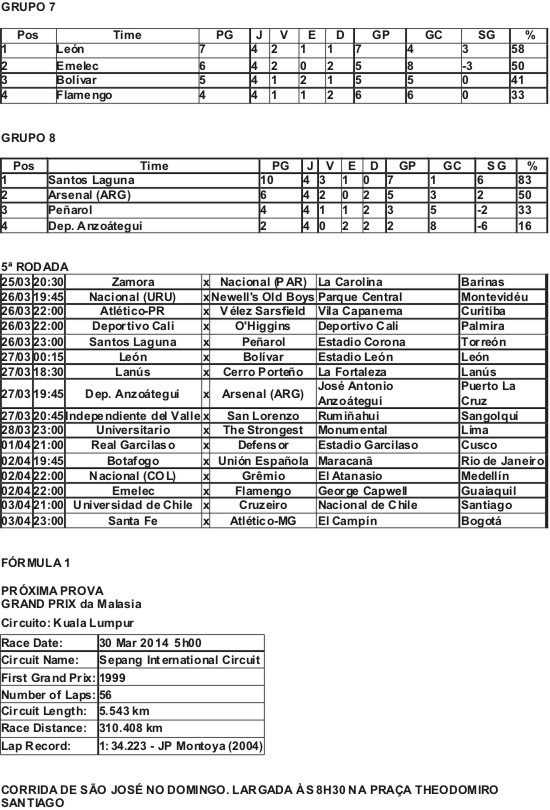 GRUPO 7
Pos Time PG J V E D GP GC SG %
1 León 7 4 2 1 1 7 4 3 58
2 Emelec 6 4 2 0 2 5 8 -3 50
3 Bolívar 5 4 1 2 1 5 5 0 41
4 Flamengo 4 4 1 1 2 6 6 0 33
GRUPO 8
Pos Time PG J V E D GP GC SG %
1 Santos Laguna 10 4 3 1 0 7 1 6 83
2 Arsenal (ARG) 6 4 2 0 2 5 3 2 50
3 Peñarol 4 4 1 1 2 3 5 -2 33
4 Dep. Anzoátegui 2 4 0 2 2 2 8 -6 16
5ª RODADA
25/03 20:30 Zamora x Nacional (PAR) La Carolina Barinas
26/03 19:45 Nacional (URU) x Newell's Old Boys Parque Central Montevidéu
26/03 22:00 Atlético-PR x Vélez Sarsfield Vila Capanema Curitiba
26/03 22:00 Deportivo Cali x O'Higgins Deportivo Cali Palmira
26/03 23:00 Santos Laguna x Peñarol Estadio Corona Torreón
27/03 00:15 León x Bolívar Estadio León León
27/03 18:30 Lanús x Cerro Porteño La Fortaleza Lanús
27/03 19:45 Dep. Anzoátegui x Arsenal (ARG) José Antonio Anzoátegui Puerto La Cruz
27/03 20:45 Independiente del Valle x San Lorenzo Rumiñahui Sangolquí
28/03 23:00 Universitario x The Strongest Monumental Lima
01/04 21:00 Real Garcilaso x Defensor Estadio Garcilaso Cusco
02/04 19:45 Botafogo x Unión Española Maracanã Rio de Janeiro
02/04 22:00 Nacional (COL) x Grêmio El Atanasio Medellín
02/04 22:00 Emelec x Flamengo George Capwell Guaiaquil
03/04 21:00 Universidad de Chile x Cruzeiro Nacional de Chile Santiago
03/04 23:00 Santa Fe x Atlético-MG El Campín Bogotá
FÓRMULA 1
PRÓXIMA PROVA
GRAND PRIX da Malasia
Circuito: Kuala Lumpur
Race Date: 30 Mar 2014 5h00
Circuit Name: Sepang International Circuit
First Grand Prix: 1999
Number of Laps: 56
Circuit Length: 5.543 km
Race Distance: 310.408 km
Lap Record: 1:34.223 - JP Montoya (2004)
CORRIDA DE SÃO JOSÉ NO DOMINGO. LARGADA ÀS 8H30 NA PRAÇA THEODOMIRO
SANTIAGO